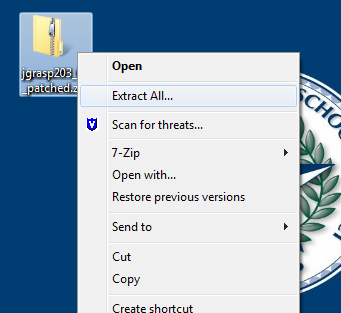 jgrasp203_
_patched.z
Open
Extract All...
Scan for threats...
7-Zip
Open with...
Restore previous versions
Send to
Cut
Copy
Create shortcut
SCHOOL